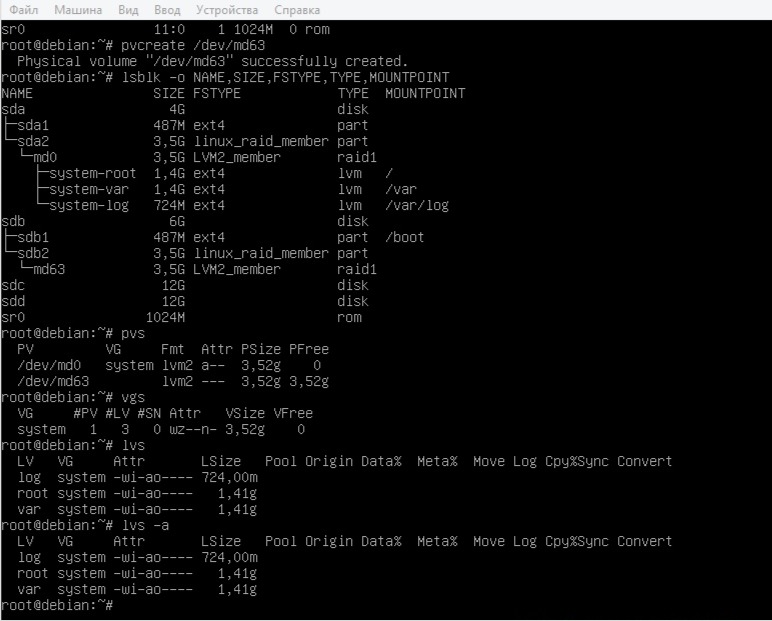 Файл Машина Вид Ввод Устройства Справка
sr0                 11:0    1 1024M  0 rom
root@debian:~# pvcreate /dev/md63
  Physical volume "/dev/md63" successfully created.
root@debian:~# lsblk -o NAME,SIZE,FSTYPE,TYPE,MOUNTPOINT
NAME               SIZE FSTYPE            TYPE  MOUNTPOINT
sda                  4G                   disk
├─sda1             487M ext4              part
└─sda2             3,5G linux_raid_member part
  └─md0            3,5G LVM2_member       raid1
    ├─system-root  1,4G ext4              lvm   /
    ├─system-var   1,4G ext4              lvm   /var
    └─system-log   724M ext4              lvm   /var/log
sdb                  6G                   disk
├─sdb1             487M ext4              part  /boot
└─sdb2             3,5G linux_raid_member part
  └─md63           3,5G LVM2_member       raid1
sdc                 12G                   disk
sdd                 12G                   disk
sr0               1024M                   rom
root@debian:~# pvs
  PV         VG     Fmt  Attr PSize PFree
  /dev/md0   system lvm2 a--  3,52g    0
  /dev/md63         lvm2 ---  3,52g 3,52g
root@debian:~# vgs
  VG     #PV #LV #SN Attr   VSize VFree
  system   1   3   0 wz--n- 3,52g    0
root@debian:~# lvs
  LV   VG     Attr       LSize   Pool Origin Data%  Meta%  Move Log Cpy%Sync Convert
  log  system -wi-ao---- 724,00m
  root system -wi-ao----   1,41g
  var  system -wi-ao----   1,41g
root@debian:~# lvs -a
  LV   VG     Attr       LSize   Pool Origin Data%  Meta%  Move Log Cpy%Sync Convert
  log  system -wi-ao---- 724,00m
  root system -wi-ao----   1,41g
  var  system -wi-ao----   1,41g
root@debian:~#